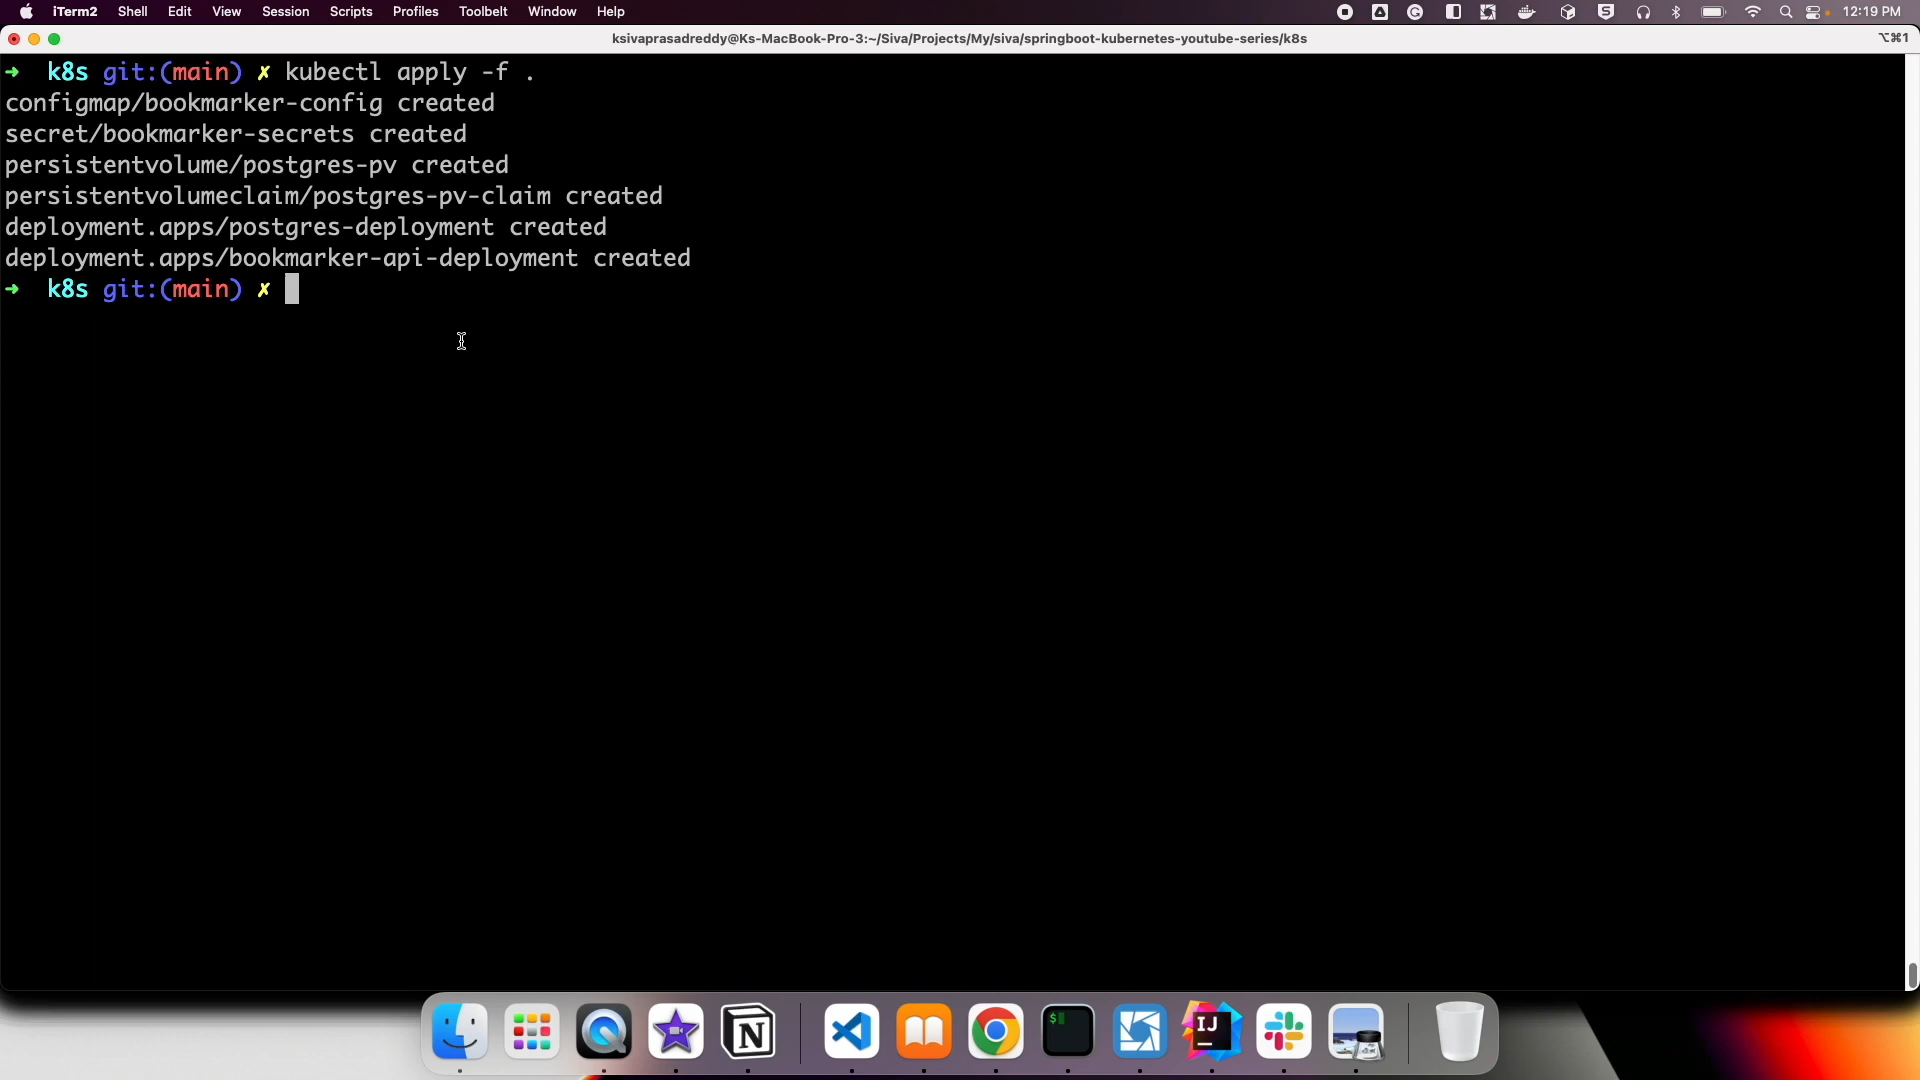 iTerm2 Shell Edit View Session Scripts Profiles Toolbelt Window Help 12:19 PM
ksivaprasadreddy@Ks-MacBook-Pro-3:~/Siva/Projects/My/siva/springboot-kubernetes-youtube-series/k8s ⌥⌘1
➜ k8s git:(main) ✗ kubectl apply -f .
configmap/bookmarker-config created
secret/bookmarker-secrets created
persistentvolume/postgres-pv created
persistentvolumeclaim/postgres-pv-claim created
deployment.apps/postgres-deployment created
deployment.apps/bookmarker-api-deployment created
➜ k8s git:(main) ✗